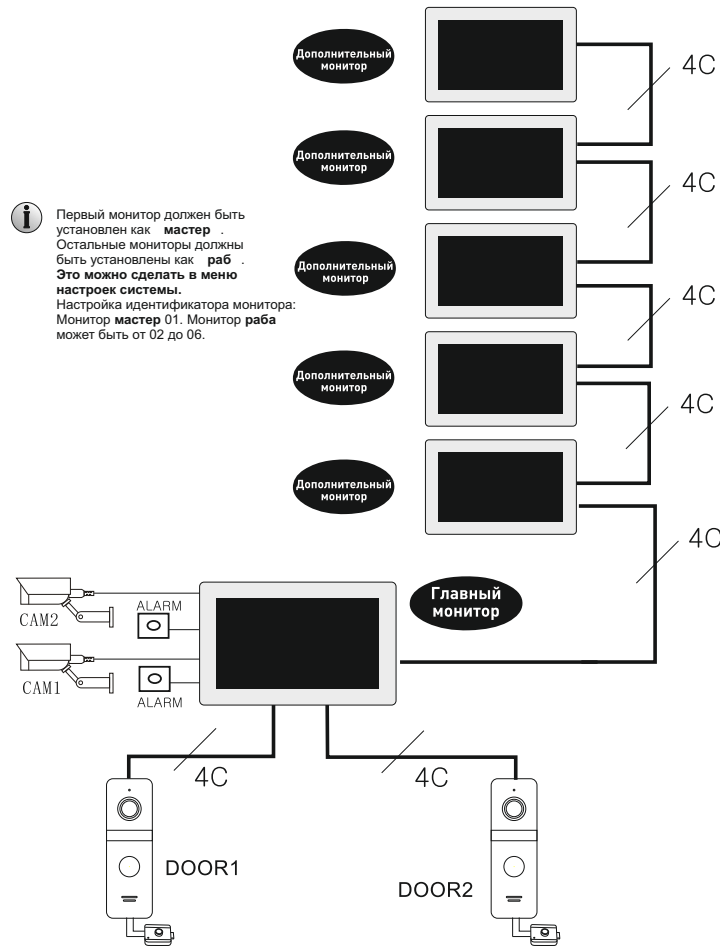 Дополнительный
монитор
4C
Дополнительный
монитор
4C
Первый монитор должен быть
установлен как мастер .
Остальные мониторы должны
быть установлены как раб .
Это можно сделать в меню
настроек системы.
Настройка идентификатора монитора:
Монитор мастер 01. Монитор раба
может быть от 02 до 06.
Дополнительный
монитор
4C
Дополнительный
монитор
4C
Дополнительный
монитор
4C
Главный
монитор
CAM2
ALARM
CAM1
ALARM
4C
4C
DOOR1
DOOR2